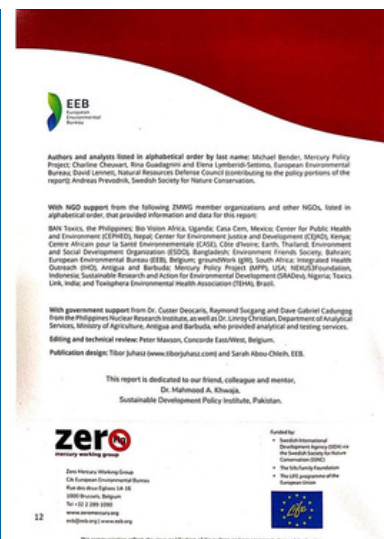 EEB
European
Environmental
Bureau
Authors and analysts listed in alphabetical order by last name: Michael Bender, Mercury Policy
Project; Charline Cheuvart, Rina Guadagnini and Elena Lymberidi-Settimo, European Environmental
Bureau; David Lennett, Natural Resources Defense Council (contributing to the policy portions of the
report); Andreas Prevodnik, Swedish Society for Nature Conservation.
With NGO support from the following ZMWG member organizations and other NGOs, listed in
alphabetical order, that provided information and data for this report:
BAN Toxics, the Philippines; Bio Vision Africa, Uganda; Casa Cem, Mexico; Center for Public Health
and Environment (CEPHED), Nepal; Center for Environment Justice and Development (CEJAD), Kenya;
Centre Africain pour la Santé Environnementale (CASE), Côte d'Ivoire; Earth, Thailand; Environment
and Social Development Organization (ESDO), Bangladesh; Environment Friends Society, Bahrain;
European Environmental Bureau (EEB), Belgium; groundWork (gW), South Africa; Integrated Health
Outreach (IHO), Antigua and Barbuda; Mercury Policy Project (MPP), USA; NEXUS3Foundation,
Indonesia; Sustainable Research and Action for Environmental Development (SRADev), Nigeria; Toxics
Link, India; and Toxisphera Environmental Health Association (TEHA), Brazil.
With government support from Dr. Custer Deocaris, Raymond Sucgang and Dave Gabriel Cadungog
from the Philippines Nuclear Research Institute, as well as Dr. Linroy Christian, Department of Analytical
Services, Ministry of Agriculture, Antigua and Barbuda, who provided analytical and testing services.
Editing and technical review: Peter Maxson, Concorde East/West, Belgium.
Publication design: Tibor Juhasz (www.tiborjuhasz.com) and Sarah Abou-Chleih, EEB.
This report is dedicated to our friend, colleague and mentor,
Dr. Mahmood A. Khwaja,
Sustainable Development Policy Institute, Pakistan.
zero Hg
mercury working group
Zero Mercury Working Group
C/o European Environmental Bureau
Rue des deux Eglises 14-16
1000 Brussels, Belgium
Tel +32 2 289 1090
www.zeromercury.org
eeb@eeb.org | www.eeb.org
Funded by:
• Swedish International
Development Agency (SIDA) via
the Swedish Society for Nature
Conservation (SSNC)
• The Sills Family Foundation
• The LIFE programme of the
European Union
life
12